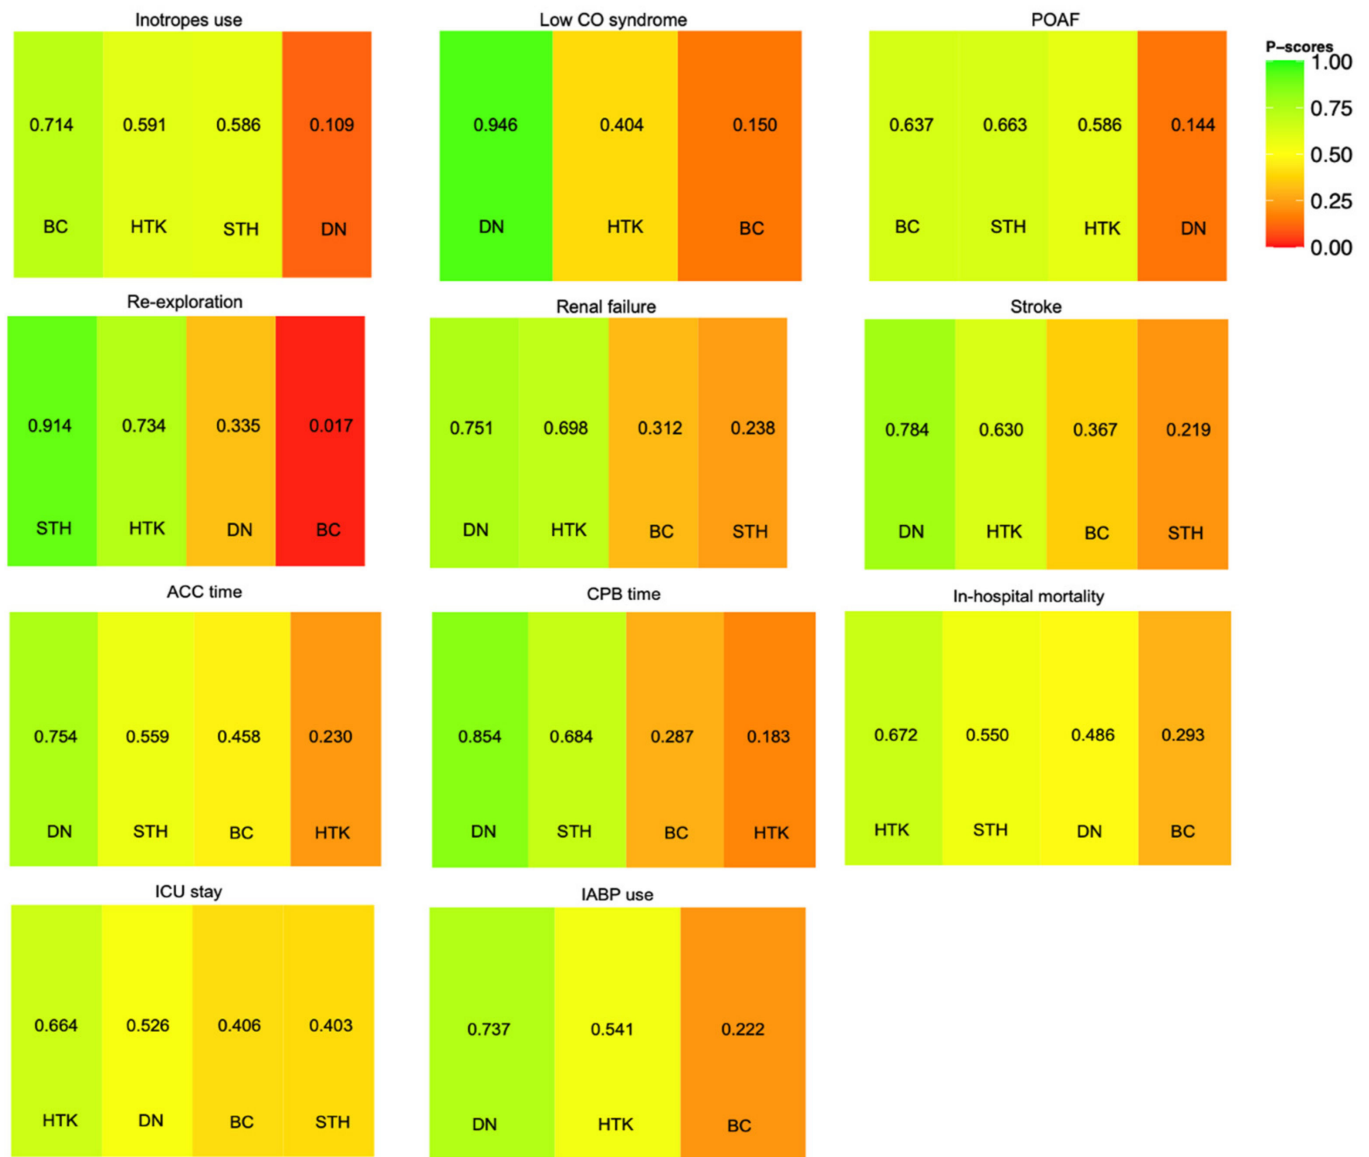 Inotropes use
0.714 0.591 0.586 0.109
BC HTK STH DN
Low CO syndrome
0.946 0.404 0.150
DN HTK BC
POAF
0.637 0.663 0.586 0.144
BC STH HTK DN
P-scores
1.00
0.75
0.50
0.25
0.00
Re-exploration
0.914 0.734 0.335 0.017
STH HTK DN BC
Renal failure
0.751 0.698 0.312 0.238
DN HTK BC STH
Stroke
0.784 0.630 0.367 0.219
DN HTK BC STH
ACC time
0.754 0.559 0.458 0.230
DN STH BC HTK
CPB time
0.854 0.684 0.287 0.183
DN STH BC HTK
In-hospital mortality
0.672 0.550 0.486 0.293
HTK STH DN BC
ICU stay
0.664 0.526 0.406 0.403
HTK DN BC STH
IABP use
0.737 0.541 0.222
DN HTK BC